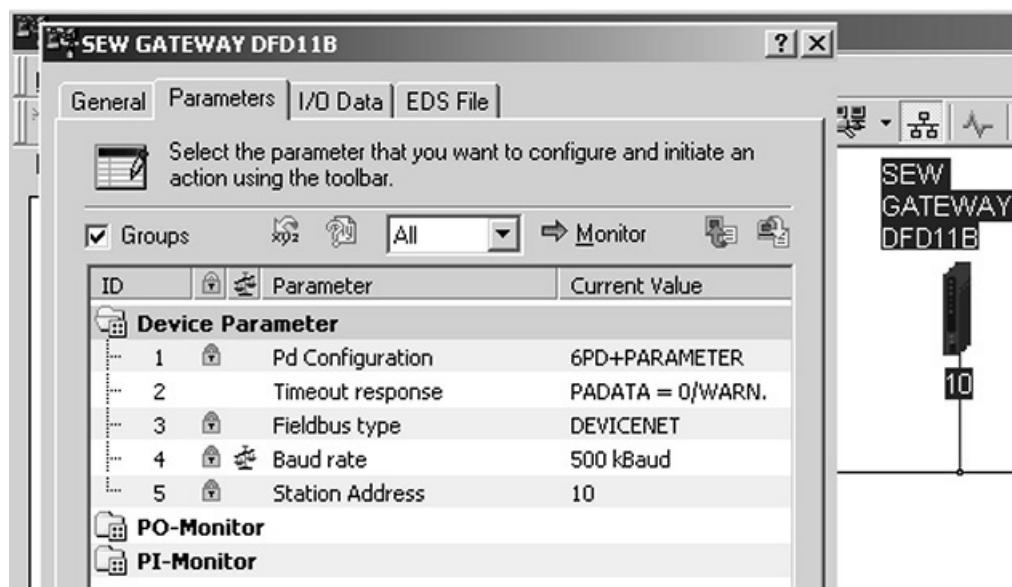 SEW GATEWAY DFD11B
General Parameters I/O Data EDS File
Select the parameter that you want to configure and initiate an
action using the toolbar.
Groups All Monitor
ID Parameter Current Value
Device Parameter
1 Pd Configuration 6PD+PARAMETER
2 Timeout response PADATA = 0/WARN.
3 Fieldbus type DEVICENET
4 Baud rate 500 kBaud
5 Station Address 10
PO-Monitor
PI-Monitor
SEW
GATEWAY
DFD11B
10